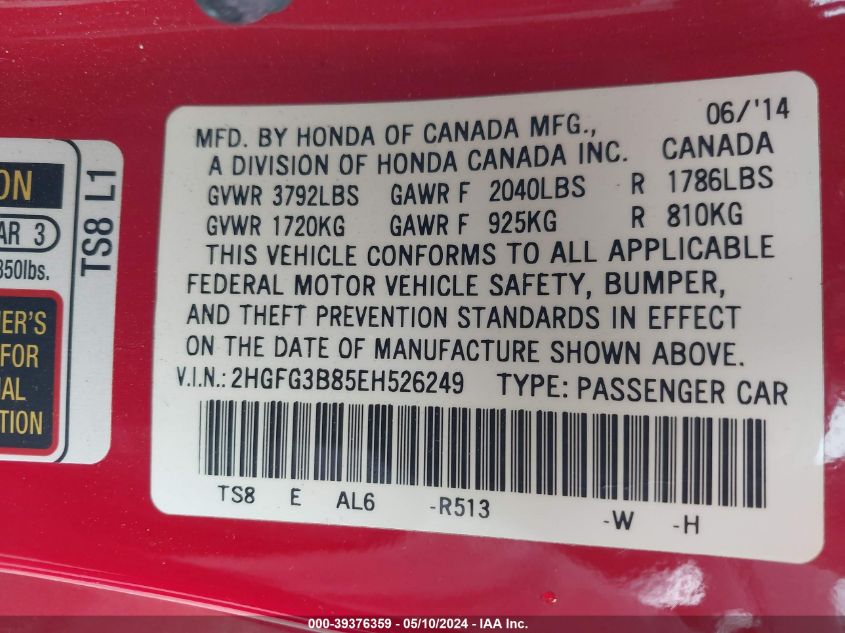 06/'14
MFD. BY HONDA OF CANADA MFG.,
A DIVISION OF HONDA CANADA INC. CANADA
GVWR 3792LBS GAWR F 2040LBS R 1786LBS
GVWR 1720KG GAWR F 925KG R 810KG
THIS VEHICLE CONFORMS TO ALL APPLICABLE
FEDERAL MOTOR VEHICLE SAFETY, BUMPER,
AND THEFT PREVENTION STANDARDS IN EFFECT
ON THE DATE OF MANUFACTURE SHOWN ABOVE.
V.I.N.: 2HGFG3B85EH526249 TYPE: PASSENGER CAR
TS8 E AL6 -R513 -W -H
ON
AR 3
350lbs.
TS8 L1
ER'S
FOR
AL
TION
000-39376359 - 05/10/2024 - IAA Inc.